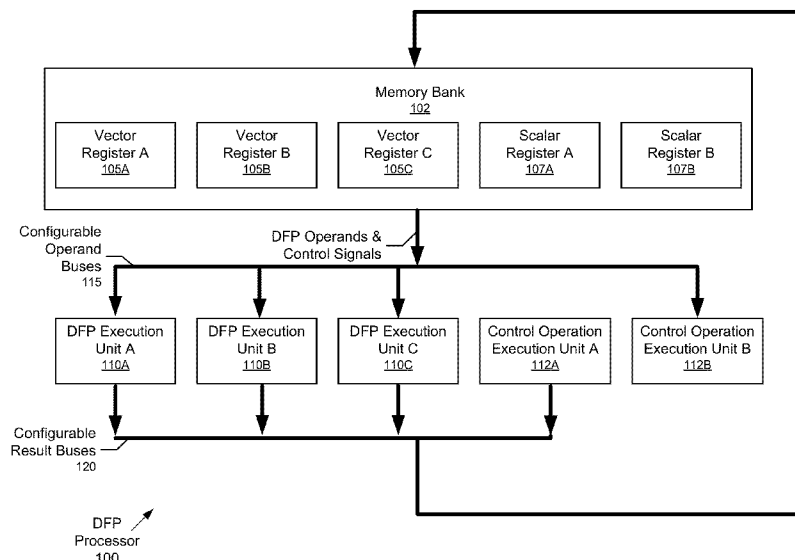 Memory Bank
102
Vector
Register A
105A
Vector
Register B
105B
Vector
Register C
105C
Scalar
Register A
107A
Scalar
Register B
107B
Configurable
Operand
Buses
115
DFP Operands &
Control Signals
DFP Execution
Unit A
110A
DFP Execution
Unit B
110B
DFP Execution
Unit C
110C
Control Operation
Execution Unit A
112A
Control Operation
Execution Unit B
112B
Configurable
Result Buses
120
DFP
Processor
100